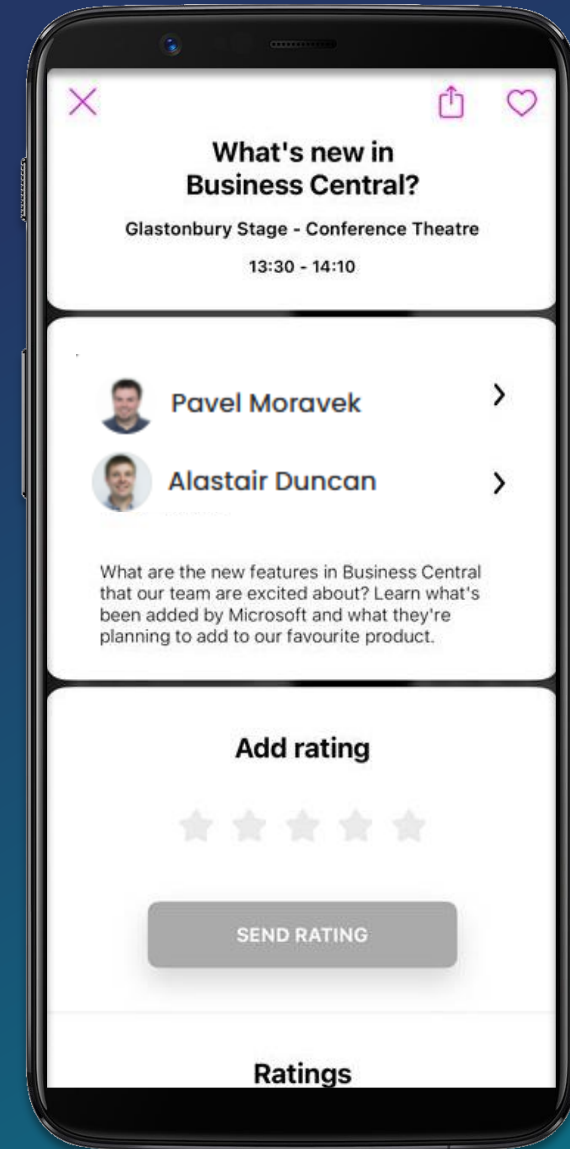 What's new in
Business Central?
Glastonbury Stage - Conference Theatre
13:30 - 14:10
Pavel Moravek
Alastair Duncan
What are the new features in Business Central
that our team are excited about? Learn what's
been added by Microsoft and what they're
planning to add to our favourite product.
Add rating
SEND RATING
Ratings